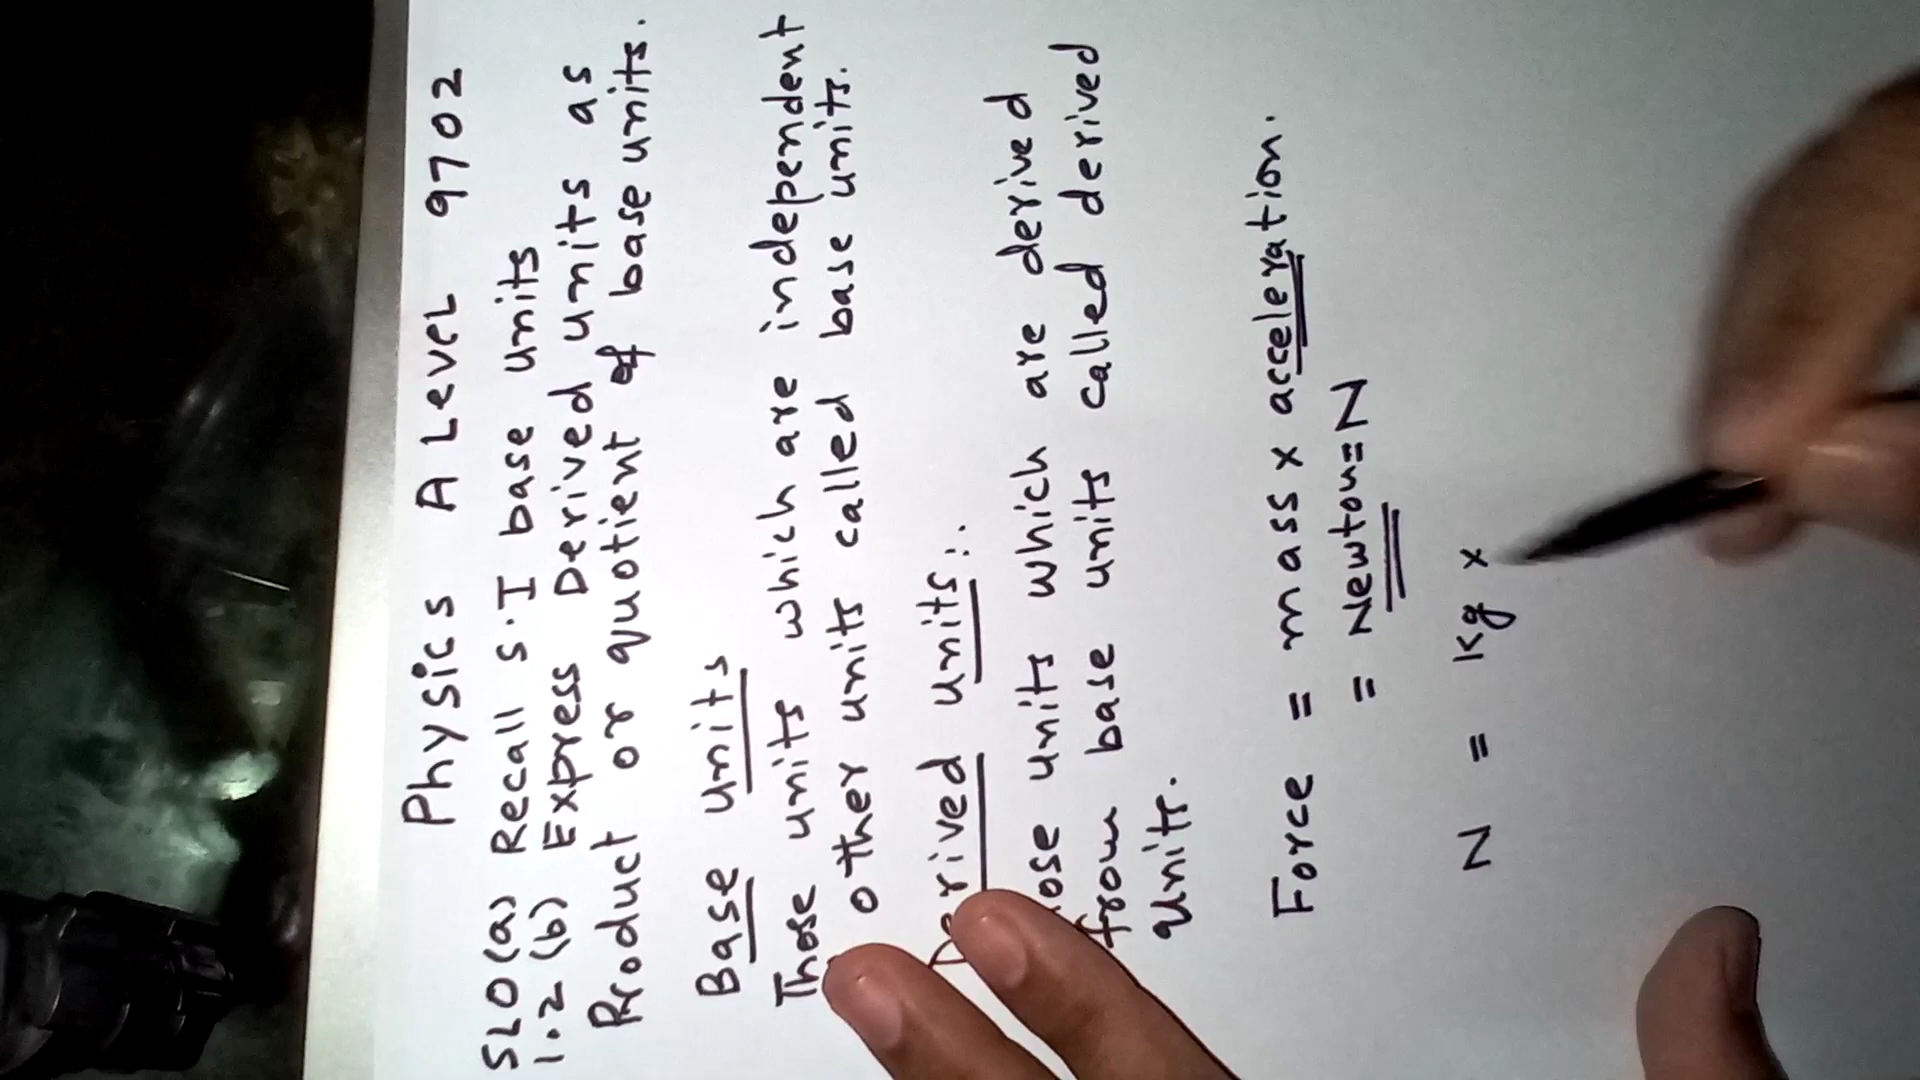 Physics A Level 9702
SLO (a) Recall S.I base units
1.2 (b) Express Derived units as
Product or quotient of base units.
Base units
Those units which are independent
other units called base units.
Derived units:.
which are derived
from base units called derived
units.
Force = mass x acceleration.
= Newton = N
N = kg x